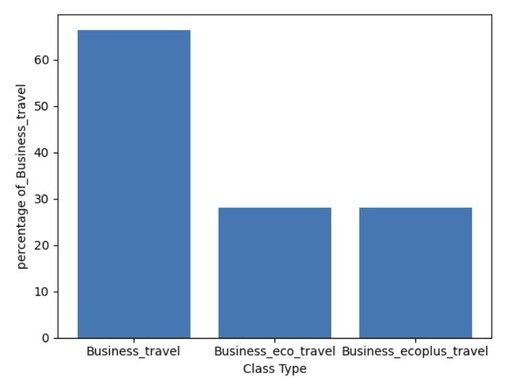 percentage of_Business_travel
60
50
40
30
20
10
0
Business_travel Business_eco_travel Business_ecoplus_travel
Class Type